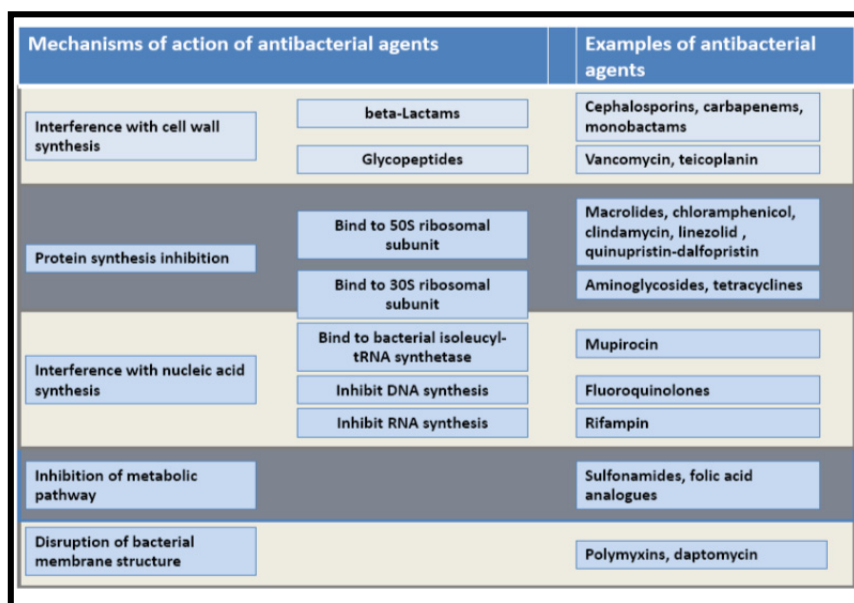 Mechanisms of action of antibacterial agents
Examples of antibacterial
agents
Interference with cell wall
synthesis
beta-Lactams
Cephalosporins, carbapenems,
monobactams
Glycopeptides
Vancomycin, teicoplanin
Protein synthesis inhibition
Bind to 50S ribosomal
subunit
Macrolides, chloramphenicol,
clindamycin, linezolid ,
quinupristin-dalfopristin
Bind to 30S ribosomal
subunit
Aminoglycosides, tetracyclines
Interference with nucleic acid
synthesis
Bind to bacterial isoleucyl-
tRNA synthetase
Mupirocin
Inhibit DNA synthesis
Fluoroquinolones
Inhibit RNA synthesis
Rifampin
Inhibition of metabolic
pathway
Sulfonamides, folic acid
analogues
Disruption of bacterial
membrane structure
Polymyxins, daptomycin